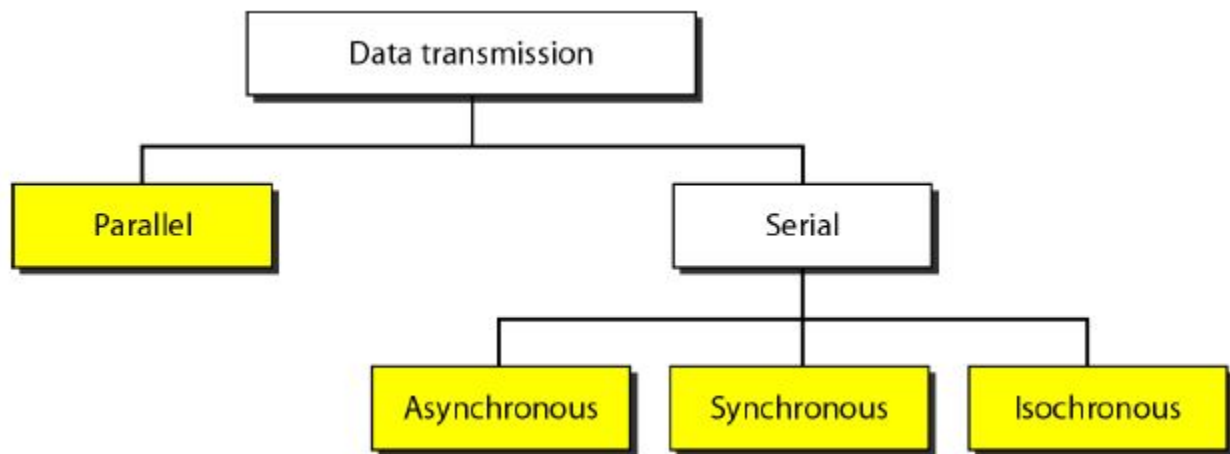 Data transmission
Parallel
Serial
Asynchronous
Synchronous
Isochronous